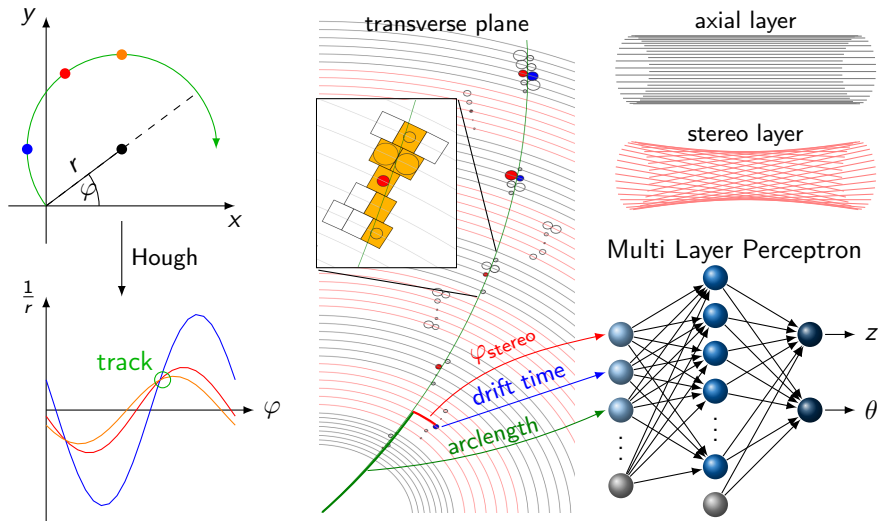 y
r
φ
x
Hough
1/r
track
φ
transverse plane
φstereo
drift time
arclength
axial layer
stereo layer
Multi Layer Perceptron
z
θ